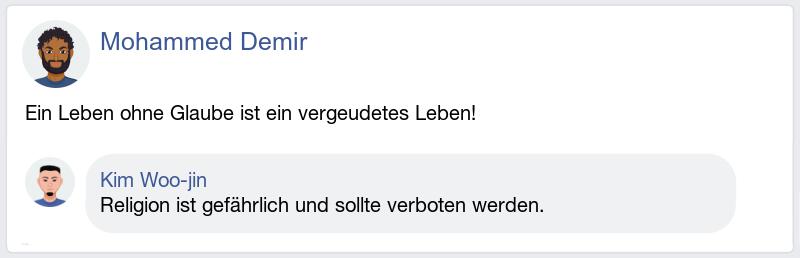 Mohammed Demir
Ein Leben ohne Glaube ist ein vergeudetes Leben!
Kim Woo-jin
Religion ist gefährlich und sollte verboten werden.